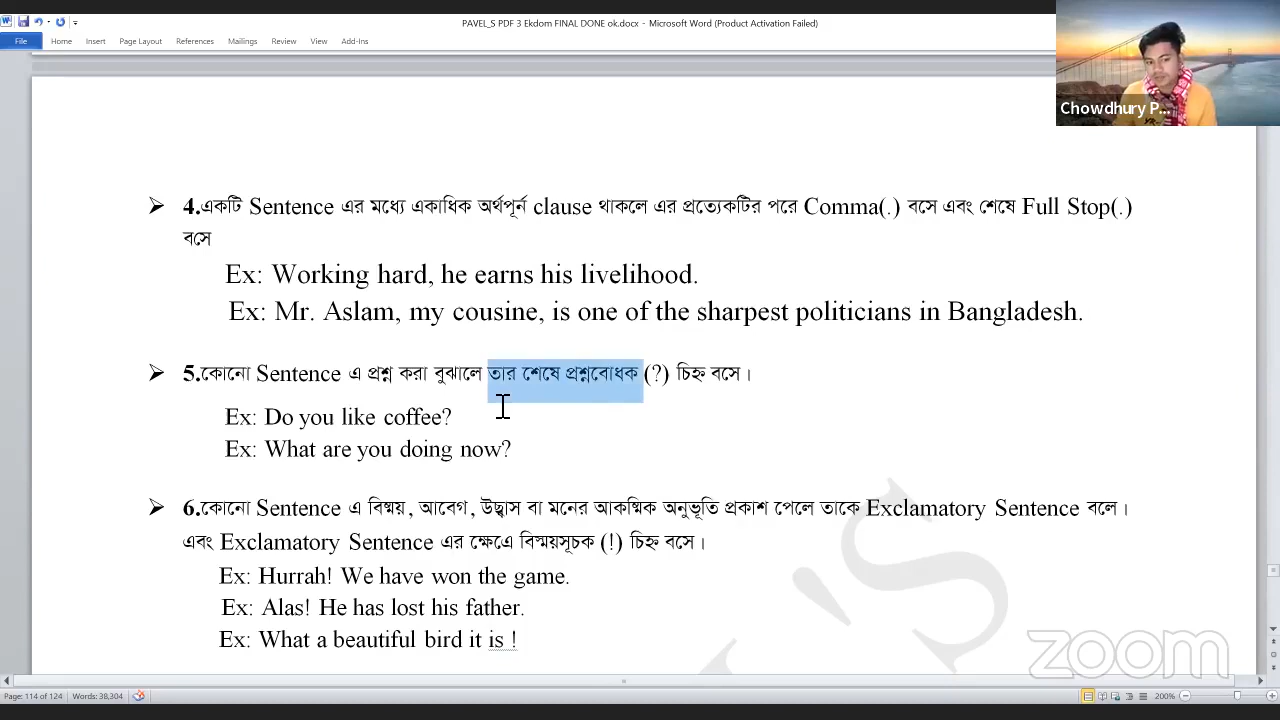 PAVEL_S PDF 3 Ekdom FINAL DONE ok.docx - Microsoft Word (Product Activation Failed)
File Home Insert Page Layout References Mailings Review View Add-Ins
Chowdhury P...
➢ 4.একটি Sentence এর মধ্যে একাধিক অর্থপূর্ন clause থাকলে এর প্রত্যেকটির পরে Comma(.) বসে এবং শেষে Full Stop(.)
বসে
Ex: Working hard, he earns his livelihood.
Ex: Mr. Aslam, my cousine, is one of the sharpest politicians in Bangladesh.
➢ 5.কোনো Sentence এ প্রশ্ন করা বুঝালে তার শেষে প্রশ্নবোধক (?) চিহ্ন বসে।
Ex: Do you like coffee?
Ex: What are you doing now?
➢ 6.কোনো Sentence এ বিষ্ময়, আবেগ, উচ্ছ্বাস বা মনের আকষ্মিক অনুভূতি প্রকাশ পেলে তাকে Exclamatory Sentence বলে।
এবং Exclamatory Sentence এর ক্ষেত্রে বিষ্ময়সূচক (!) চিহ্ন বসে।
Ex: Hurrah! We have won the game.
Ex: Alas! He has lost his father.
Ex: What a beautiful bird it is !
'S
zoom
Page: 114 of 124 Words: 38,304 200%